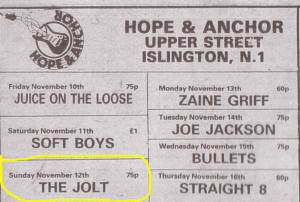 HOPE & ANCHOR
HOPE & ANCHOR
UPPER STREET
ISLINGTON, N.1
Friday November 10th 75p
JUICE ON THE LOOSE
Saturday November 11th £1
SOFT BOYS
Sunday November 12th 75p
THE JOLT
Monday November 13th 60p
ZAINE GRIFF
Tuesday November 14th 75p
JOE JACKSON
Wednesday November 15th 75p
BULLETS
Thursday November 16th 60p
STRAIGHT 8